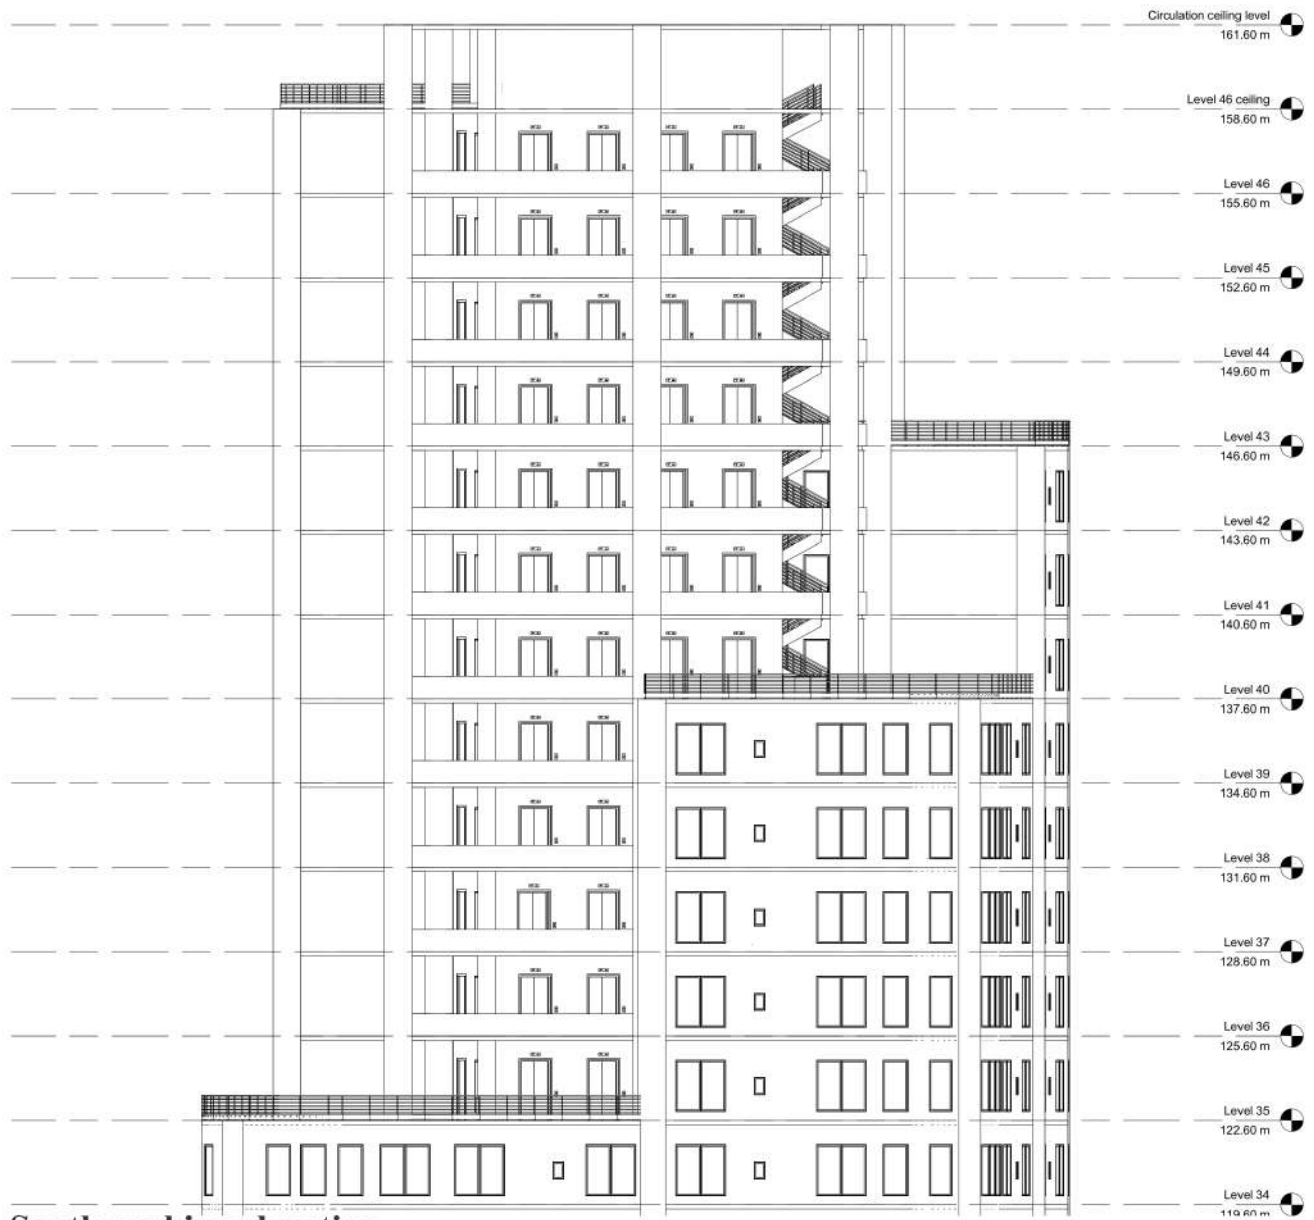 Circulation ceiling level
161.60 m
Level 46 ceiling
158.60 m
Level 46
155.60 m
Level 45
152.60 m
Level 44
149.60 m
Level 43
146.60 m
Level 42
143.60 m
Level 41
140.60 m
Level 40
137.60 m
Level 39
134.60 m
Level 38
131.60 m
Level 37
128.60 m
Level 36
125.60 m
Level 35
122.60 m
Level 34
119.60 m